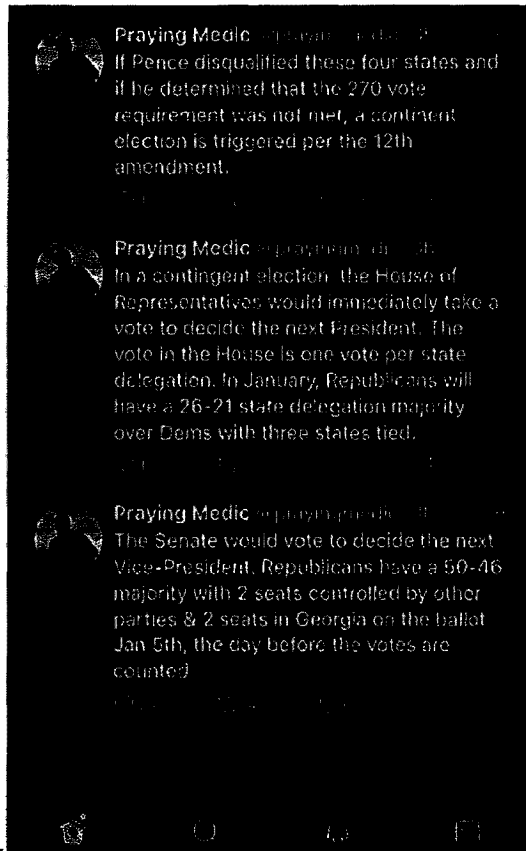 Praying Medic
If Pence disqualified these four states and
if he determined that the 270 vote
requirement was not met, a continent
election is triggered per the 12th
amendment.
Praying Medic
In a contingent election the House of
Representatives would immediately take a
vote to decide the next President. The
vote in the House is one vote per state
delegation. In January, Republicans will
have a 26-21 state delegation majority
over Dems with three states tied.
Praying Medic
The Senate would vote to decide the next
Vice-President. Republicans have a 50-46
majority with 2 seats controlled by other
parties & 2 seats in Georgia on the ballot
Jan 5th, the day before the votes are
counted